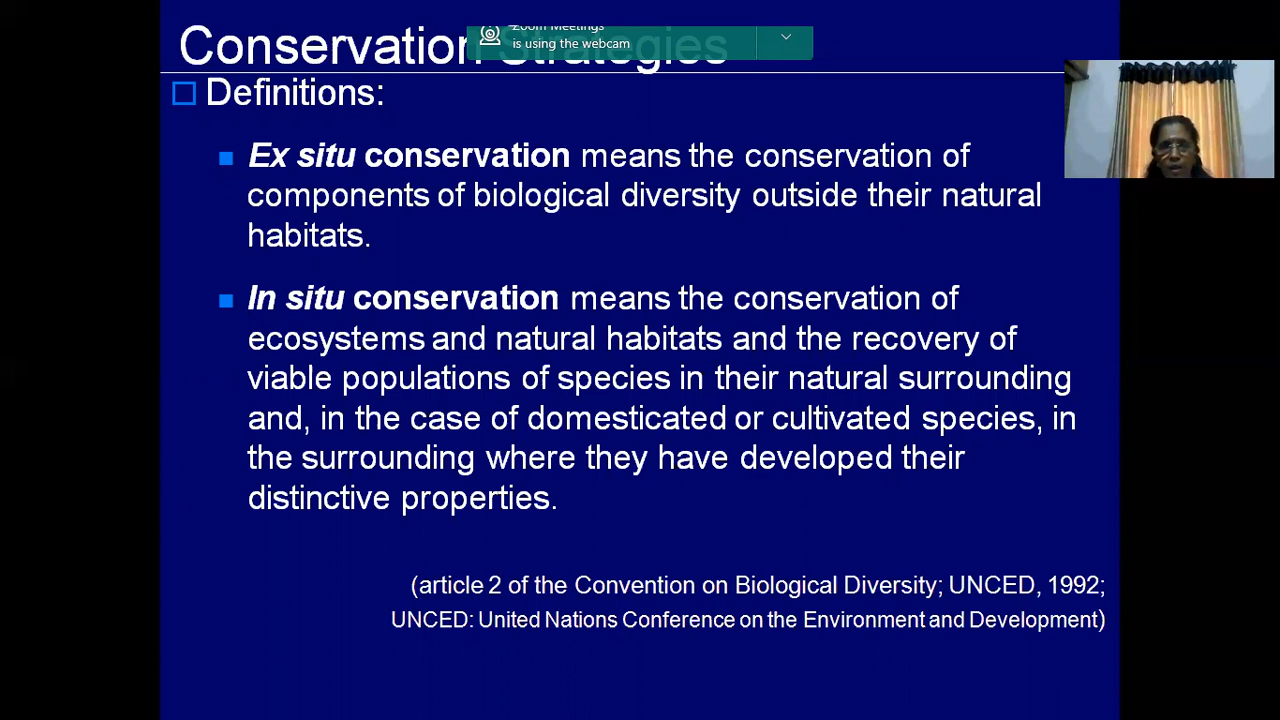 Conservation Strategies
Zoom Meetings
is using the webcam
Definitions:
Ex situ conservation means the conservation of
components of biological diversity outside their natural
habitats.
In situ conservation means the conservation of
ecosystems and natural habitats and the recovery of
viable populations of species in their natural surrounding
and, in the case of domesticated or cultivated species, in
the surrounding where they have developed their
distinctive properties.
(article 2 of the Convention on Biological Diversity; UNCED, 1992;
UNCED: United Nations Conference on the Environment and Development)